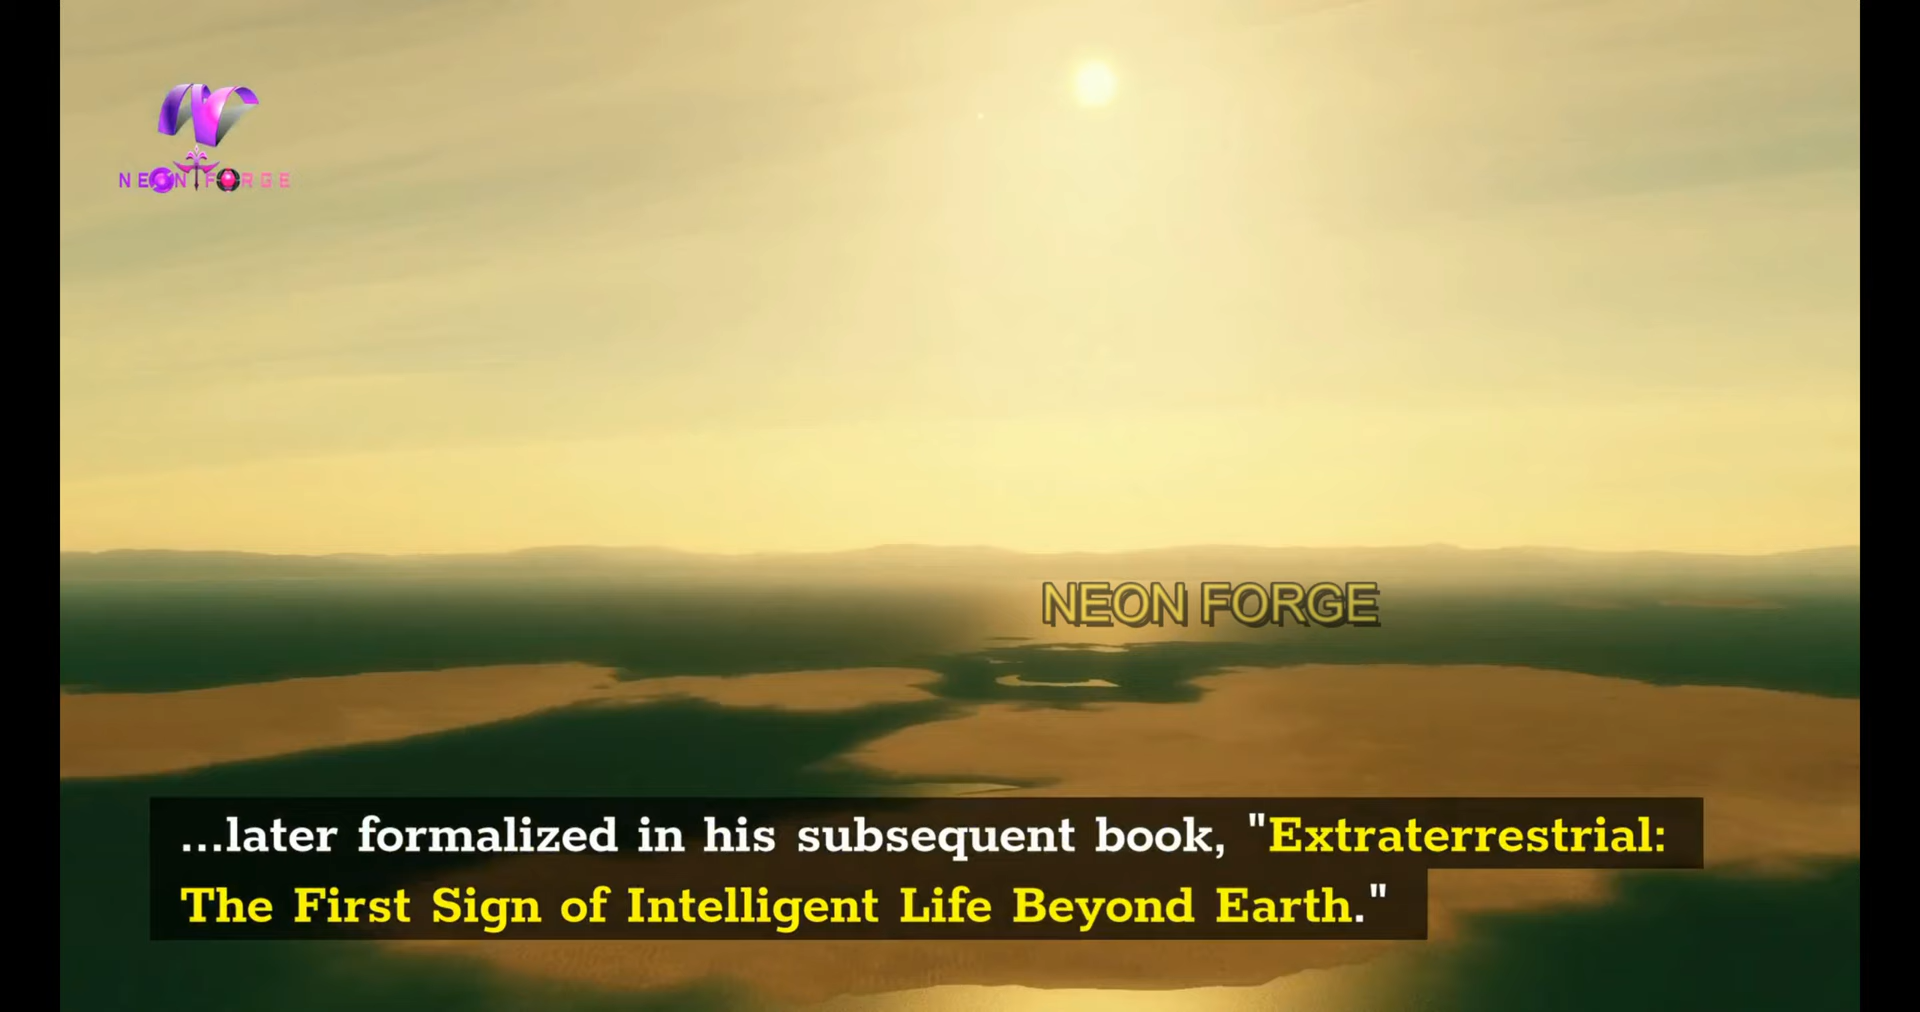 NEON FORGE
NEON FORGE
...later formalized in his subsequent book, "Extraterrestrial:
The First Sign of Intelligent Life Beyond Earth."